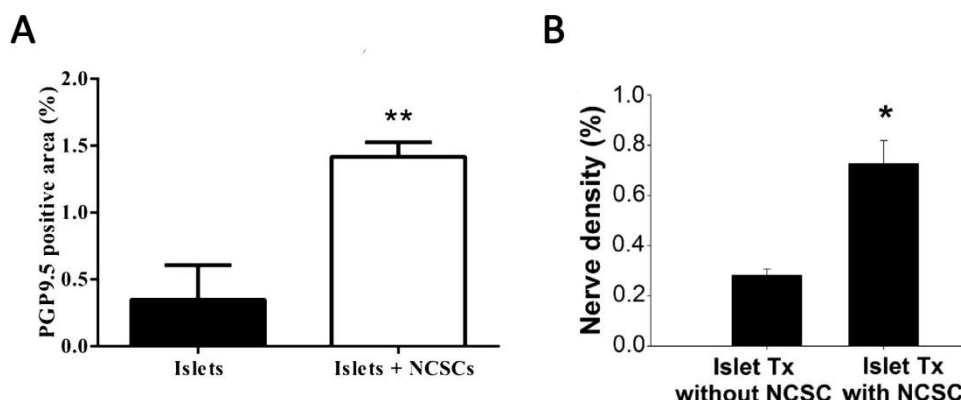 A
PGP9.5 positive area (%)
2.0
1.5
1.0
0.5
0.0
**
Islets
Islets + NCSCs
B
Nerve density (%)
1.0
0.8
0.6
0.4
0.2
0.0
*
Islet Tx
without NCSC
Islet Tx
with NCSC